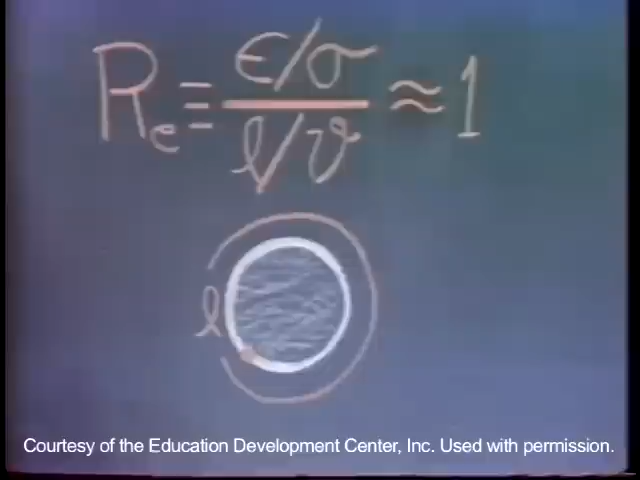 Rₑ ≡ ϵ/σ / l/v ≈ 1
l
Courtesy of the Education Development Center, Inc. Used with permission.